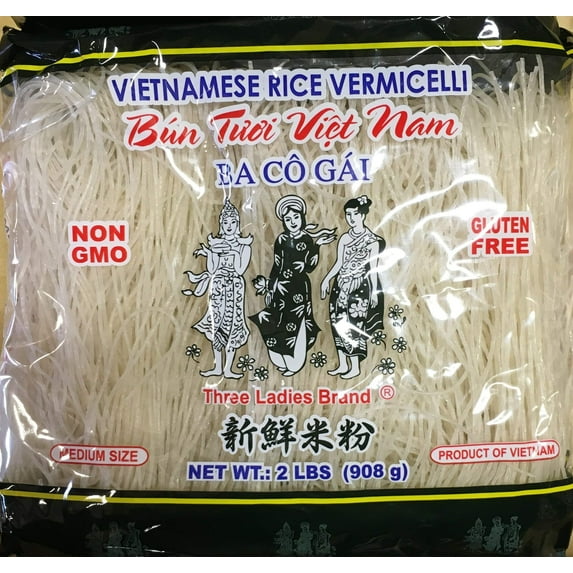 VIETNAMESE RICE VERMICELLI
Bún Tươi Việt Nam
BA CÔ GÁI
NON
GMO
GLUTEN
FREE
Three Ladies Brand ®
新鮮米粉
MEDIUM SIZE
PRODUCT OF VIETNAM
NET WT.: 2 LBS (908 g)